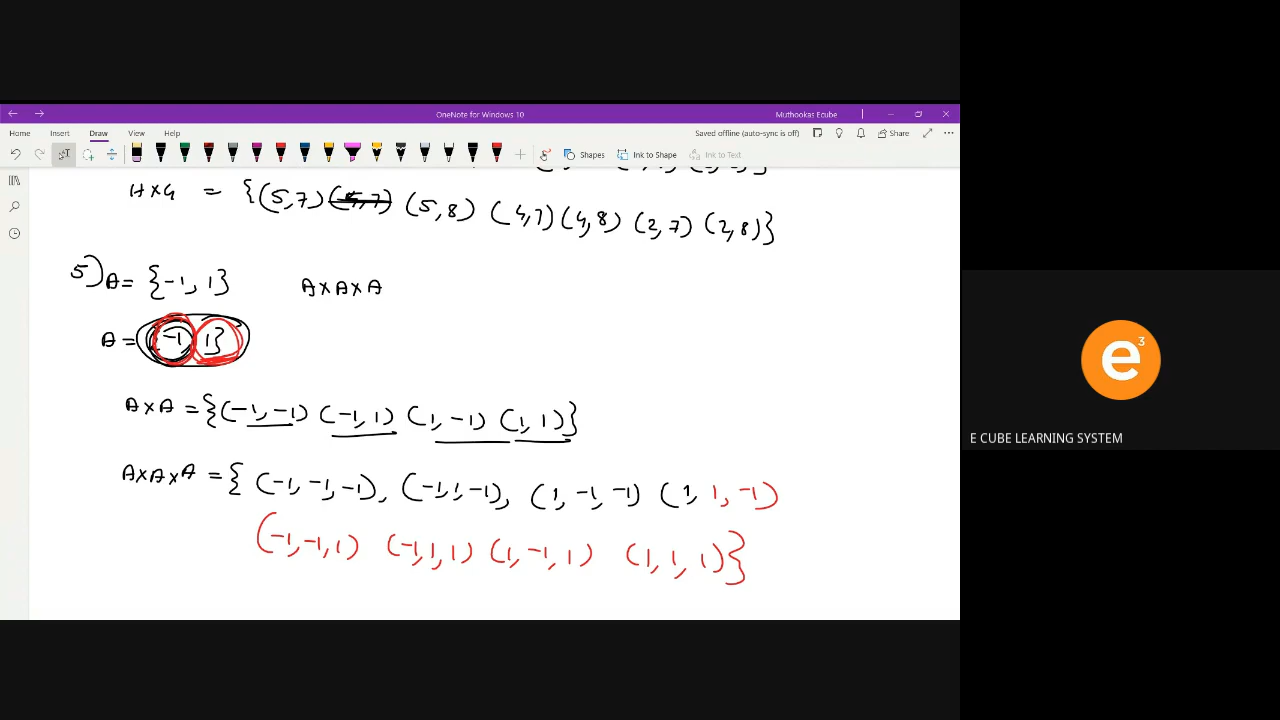 OneNote for Windows 10
Muthookas Ecube
Home Insert Draw View Help
Saved offline (auto-sync is off) Share
Shapes Ink to Shape Ink to Text
H×G = {(5,7) (5,8) (4,7) (4,8) (2,7) (2,8)}
5) A = {-1, 1} A×A×A
A = {-1 1}
A×A = {(-1, -1) (-1, 1) (1, -1) (1, 1)}
A×A×A = { (-1, -1, -1), (-1, 1, -1), (1, -1, -1) (1, 1, -1)
(-1, -1, 1) (-1, 1, 1) (1, -1, 1) (1, 1, 1)}
e3
E CUBE LEARNING SYSTEM